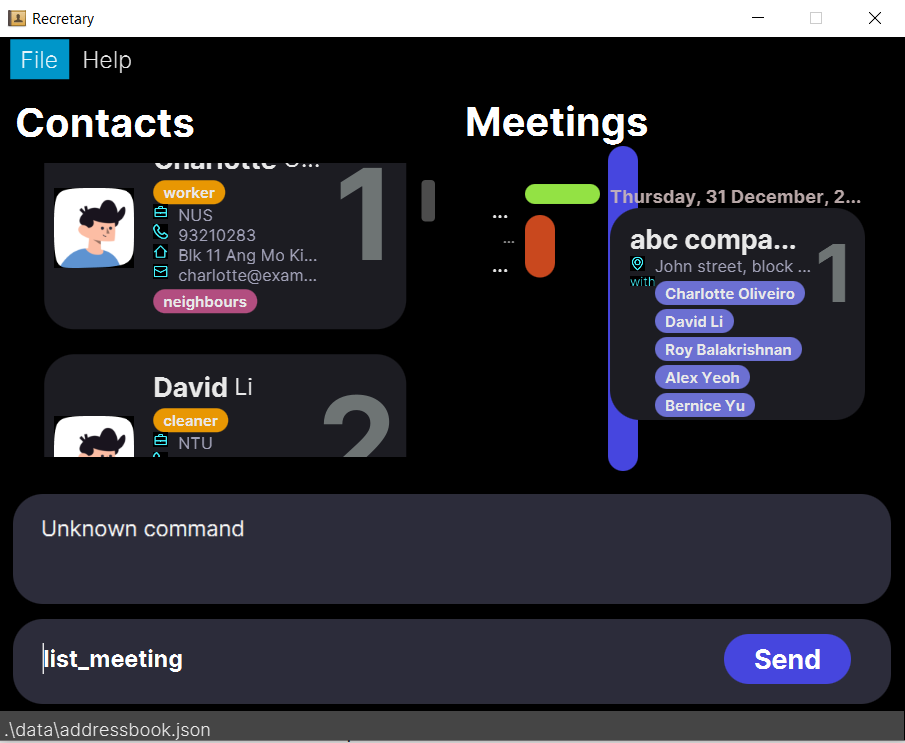 Recretary
File Help
Contacts
Charlotte O...
1
worker
NUS
93210283
Blk 11 Ang Mo Ki...
charlotte@exam...
neighbours
David Li
2
cleaner
NTU
Meetings
...
...
...
Thursday, 31 December, 2...
abc compa...
1
John street, block ...
with
Charlotte Oliveiro
David Li
Roy Balakrishnan
Alex Yeoh
Bernice Yu
Unknown command
list_meeting
Send
.\data\addressbook.json